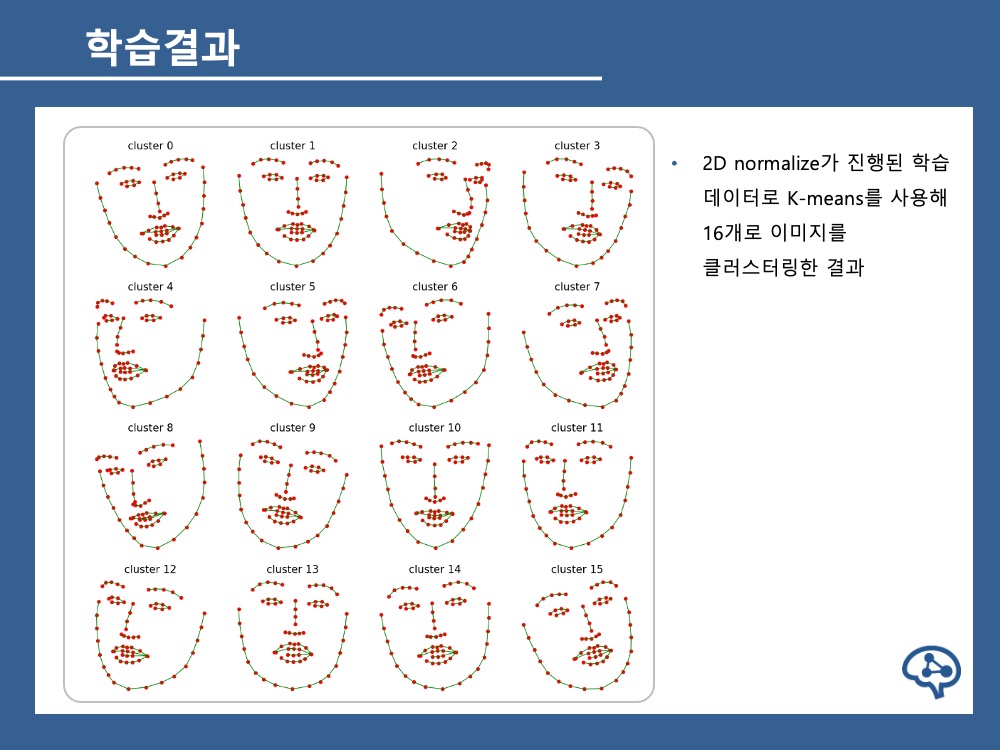 학습결과
cluster 0
cluster 1
cluster 2
cluster 3
cluster 4
cluster 5
cluster 6
cluster 7
cluster 8
cluster 9
cluster 10
cluster 11
cluster 12
cluster 13
cluster 14
cluster 15
• 2D normalize가 진행된 학습
데이터로 K-means를 사용해
16개로 이미지를
클러스터링한 결과